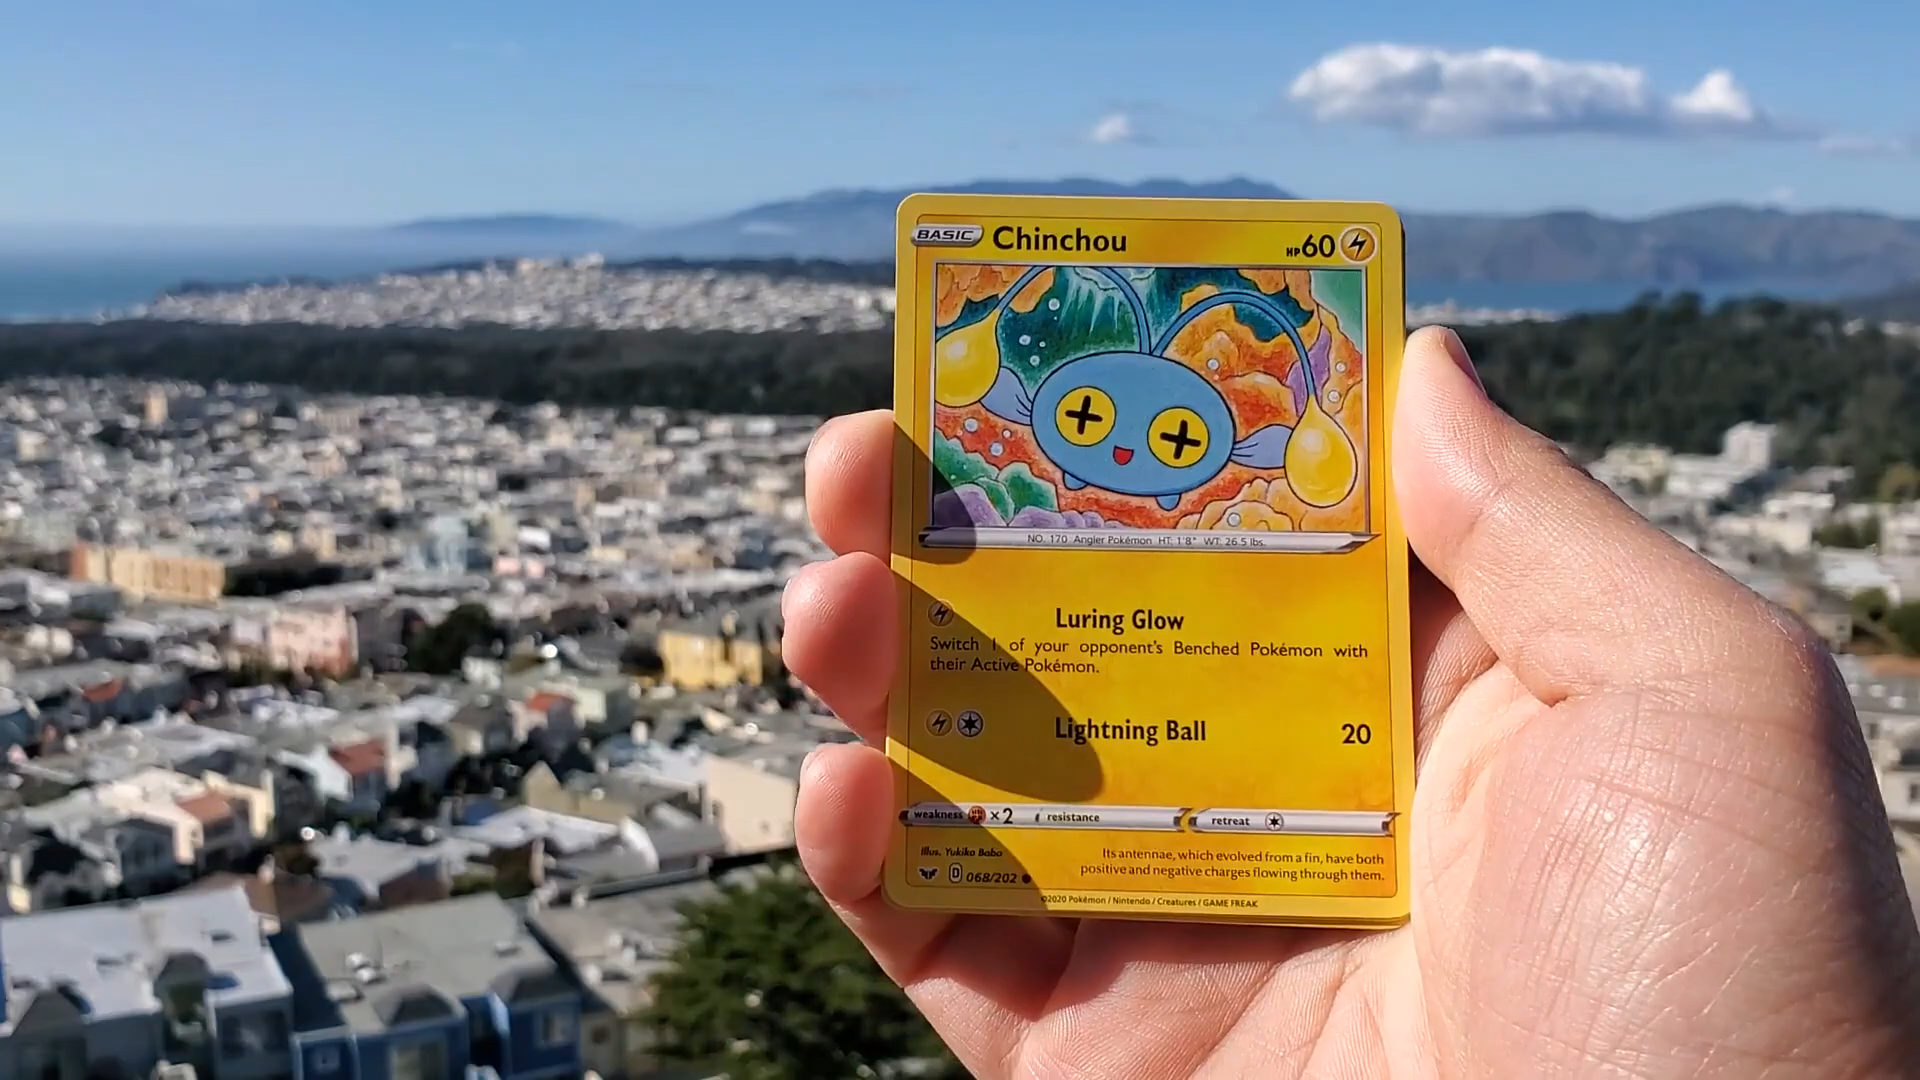 BASIC Chinchou HP 60
NO. 170 Angler Pokémon HT: 1'8" WT: 26.5 lbs.
Luring Glow
Switch 1 of your opponent's Benched Pokémon with
their Active Pokémon.
Lightning Ball 20
weakness ×2 resistance retreat
Illus. Yukiko Baba
Its antennae, which evolved from a fin, have both
positive and negative charges flowing through them.
D 068/202
©2020 Pokémon / Nintendo / Creatures / GAME FREAK